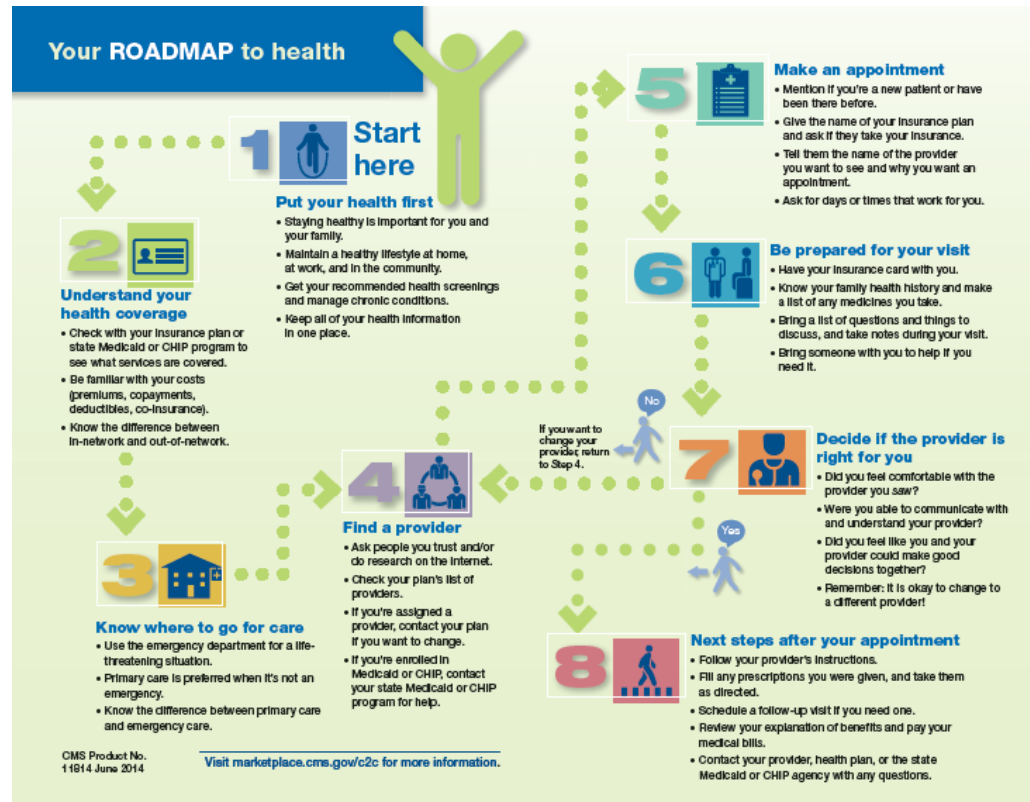 Your ROADMAP to health
1
Start
here
Put your health first
• Staying healthy is important for you and
your family.
• Maintain a healthy lifestyle at home,
at work, and in the community.
• Get your recommended health screenings
and manage chronic conditions.
• Keep all of your health information
in one place.
2
Understand your
health coverage
• Check with your insurance plan or
state Medicaid or CHIP program to
see what services are covered.
• Be familiar with your costs
(premiums, copayments,
deductibles, co-insurance).
• Know the difference between
in-network and out-of-network.
3
Know where to go for care
• Use the emergency department for a life-
threatening situation.
• Primary care is preferred when it's not an
emergency.
• Know the difference between primary care
and emergency care.
4
Find a provider
• Ask people you trust and/or
do research on the internet.
• Check your plan's list of
providers.
• If you're assigned a
provider, contact your plan
if you want to change.
• If you're enrolled in
Medicaid or CHIP, contact
your state Medicaid or CHIP
program for help.
5
Make an appointment
• Mention if you're a new patient or have
been there before.
• Give the name of your insurance plan
and ask if they take your insurance.
• Tell them the name of the provider
you want to see and why you want an
appointment.
• Ask for days or times that work for you.
6
Be prepared for your visit
• Have your insurance card with you.
• Know your family health history and make
a list of any medicines you take.
• Bring a list of questions and things to
discuss, and take notes during your visit.
• Bring someone with you to help if you
need it.
No
If you want to
change your
provider, return
to Step 4.
7
Decide if the provider is
right for you
• Did you feel comfortable with the
provider you saw?
• Were you able to communicate with
and understand your provider?
• Did you feel like you and your
provider could make good
decisions together?
• Remember: it is okay to change to
a different provider!
Yes
8
Next steps after your appointment
• Follow your provider's instructions.
• Fill any prescriptions you were given, and take them
as directed.
• Schedule a follow-up visit if you need one.
• Review your explanation of benefits and pay your
medical bills.
• Contact your provider, health plan, or the state
Medicaid or CHIP agency with any questions.
CMS Product No.
11814 June 2014
Visit marketplace.cms.gov/c2c for more information.